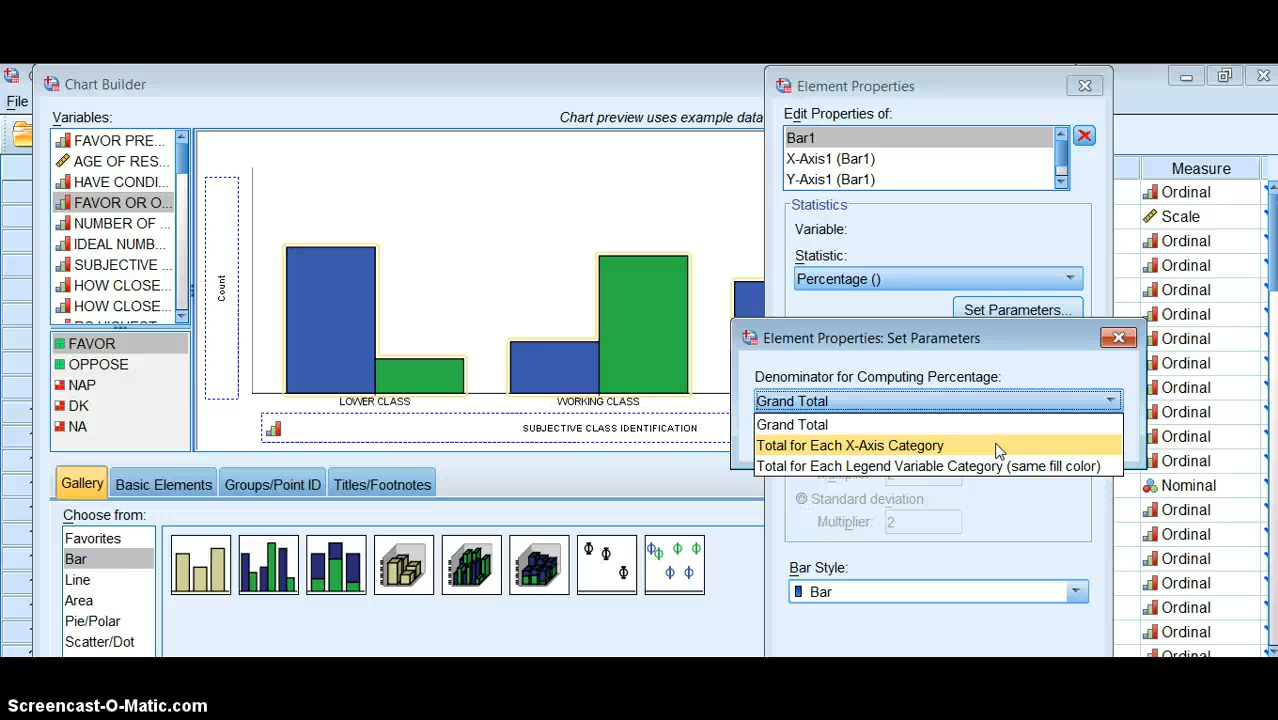 Chart Builder
File
Variables:
FAVOR PRE...
AGE OF RES...
HAVE CONDI...
FAVOR OR O...
NUMBER OF ...
IDEAL NUMB...
SUBJECTIVE ...
HOW CLOSE...
HOW CLOSE...
FAVOR
OPPOSE
NAP
DK
NA
Chart preview uses example data
Count
LOWER CLASS
WORKING CLASS
SUBJECTIVE CLASS IDENTIFICATION
Gallery
Basic Elements
Groups/Point ID
Titles/Footnotes
Choose from:
Favorites
Bar
Line
Area
Pie/Polar
Scatter/Dot
Element Properties
Edit Properties of:
Bar1
X-Axis1 (Bar1)
Y-Axis1 (Bar1)
Statistics
Variable:
Statistic:
Percentage ()
Set Parameters...
Element Properties: Set Parameters
Denominator for Computing Percentage:
Grand Total
Grand Total
Total for Each X-Axis Category
Total for Each Legend Variable Category (same fill color)
Standard deviation
Multiplier: 2
Bar Style:
Bar
Measure
Ordinal
Scale
Ordinal
Ordinal
Ordinal
Ordinal
Ordinal
Ordinal
Ordinal
Ordinal
Ordinal
Ordinal
Nominal
Ordinal
Ordinal
Ordinal
Ordinal
Ordinal
Ordinal
Screencast-O-Matic.com